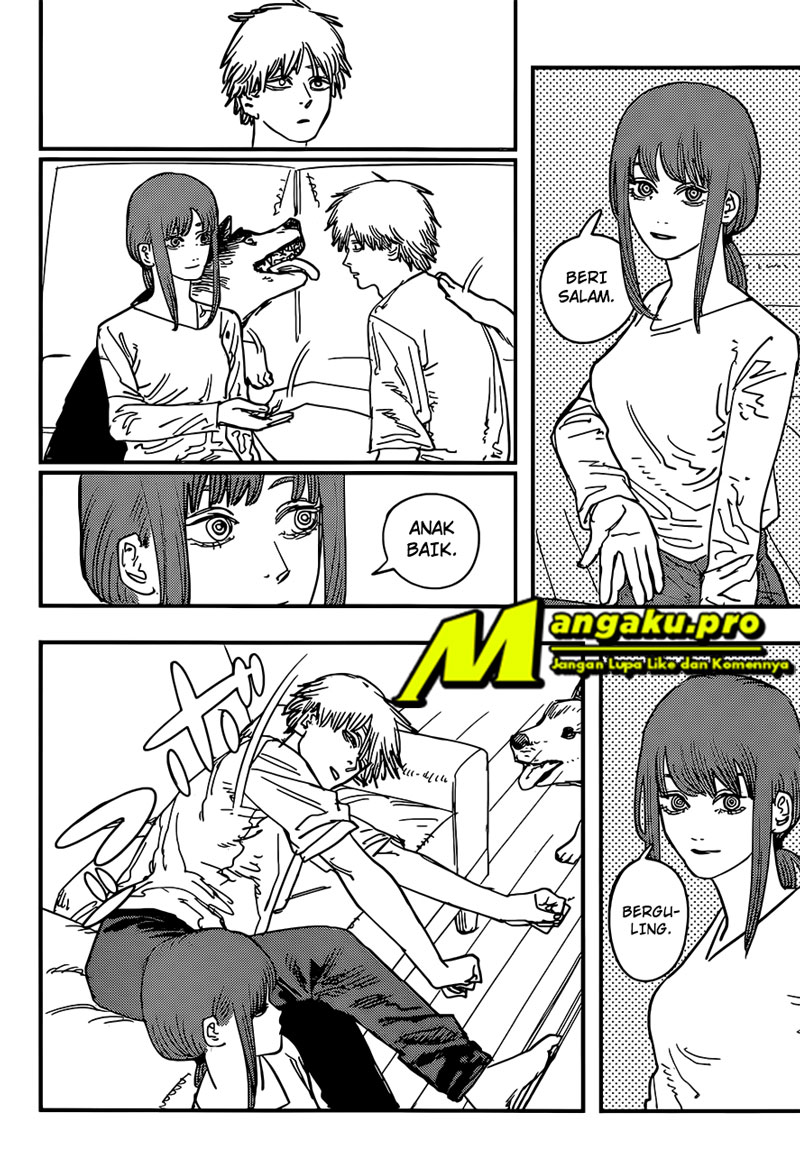 BERI
SALAM.
ANAK
BAIK.
Mangaku.pro
Jangan Lupa Like dan Komennya
BERGU-
LING.